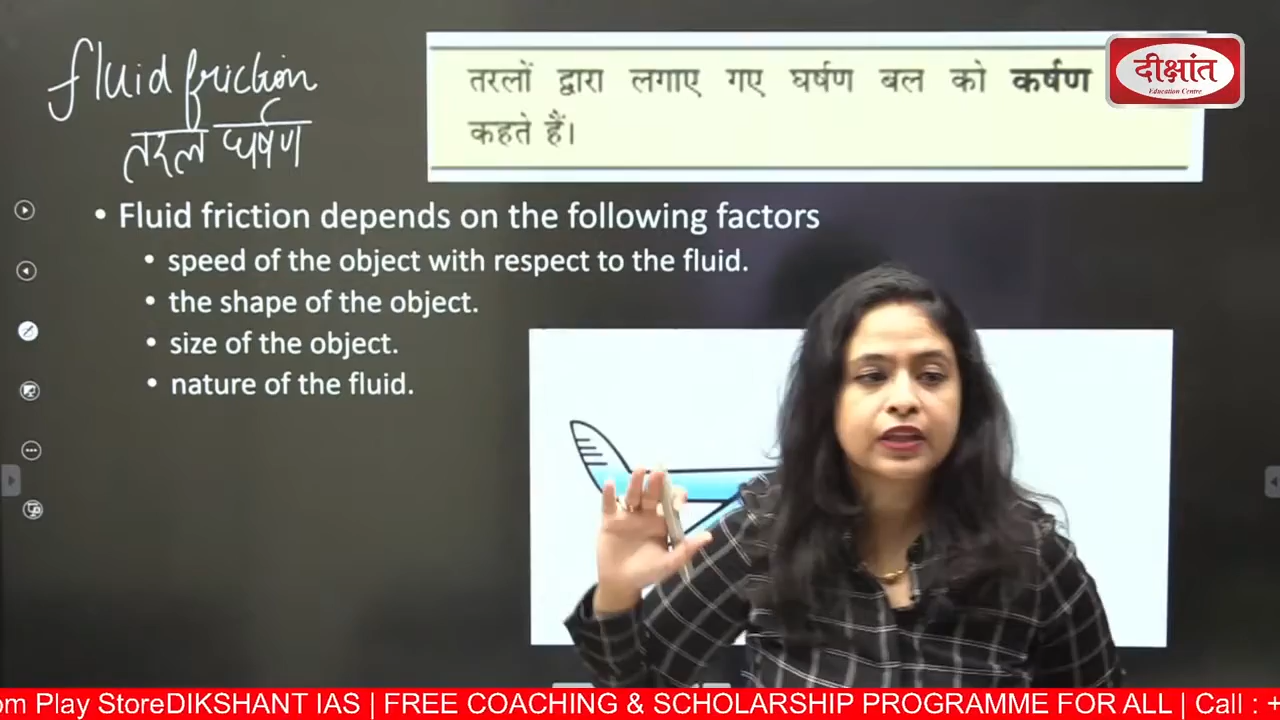 fluid friction
तरल घर्षण
तरलों द्वारा लगाए गए घर्षण बल को कर्षण
कहते हैं।
दीक्षांत
Education Centre
• Fluid friction depends on the following factors
• speed of the object with respect to the fluid.
• the shape of the object.
• size of the object.
• nature of the fluid.
om Play StoreDIKSHANT IAS | FREE COACHING & SCHOLARSHIP PROGRAMME FOR ALL | Call : +